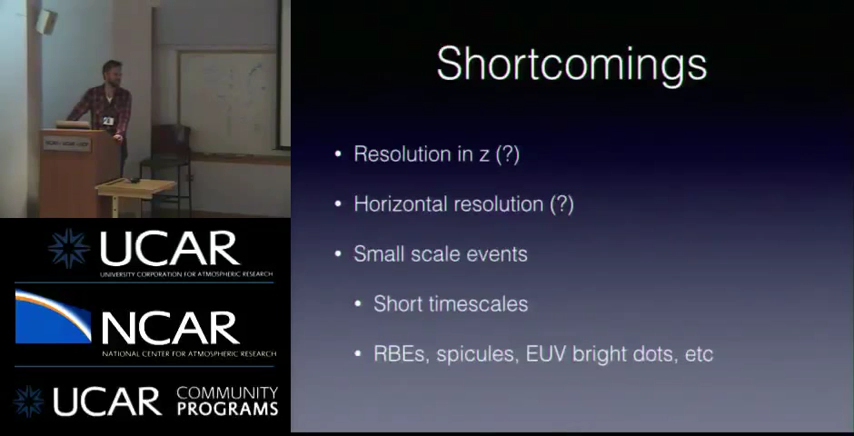 Shortcomings
• Resolution in z (?)
• Horizontal resolution (?)
• Small scale events
• Short timescales
• RBEs, spicules, EUV bright dots, etc
UCAR
UNIVERSITY CORPORATION FOR ATMOSPHERIC RESEARCH
NCAR
NATIONAL CENTER FOR ATMOSPHERIC RESEARCH
UCAR COMMUNITY
PROGRAMS